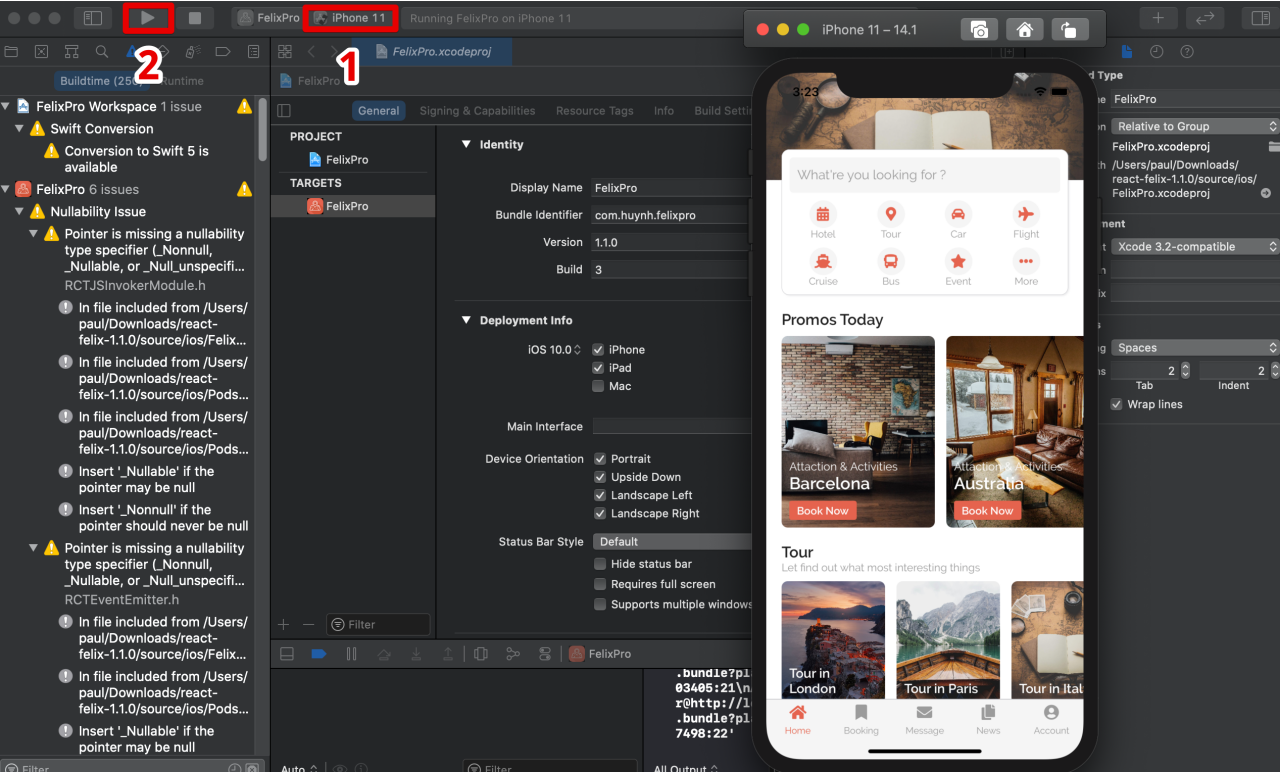 FelixPro
iPhone 11
Running FelixPro on iPhone 11
1
2
Buildtime (250)
Runtime
FelixPro Workspace 1 issue
Swift Conversion
Conversion to Swift 5 is
available
FelixPro 6 issues
Nullability Issue
Pointer is missing a nullability
type specifier (_Nonnull,
_Nullable, or _Null_unspecifi...
RCTJSInvokerModule.h
In file included from /Users/
paul/Downloads/react-
felix-1.1.0/source/ios/Felix...
In file included from /Users/
paul/Downloads/react-
felix-1.1.0/source/ios/Pods...
In file included from /Users/
paul/Downloads/react-
felix-1.1.0/source/ios/Pods...
Insert '_Nullable' if the
pointer may be null
Insert '_Nonnull' if the
pointer should never be null
Pointer is missing a nullability
type specifier (_Nonnull,
_Nullable, or _Null_unspecifi...
RCTEventEmitter.h
In file included from /Users/
paul/Downloads/react-
felix-1.1.0/source/ios/Felix...
In file included from /Users/
paul/Downloads/react-
felix-1.1.0/source/ios/Pods...
Insert '_Nullable' if the
pointer may be null
Filter
FelixPro.xcodeproj
FelixPro
General
Signing & Capabilities
Resource Tags
Info
Build Setti
PROJECT
FelixPro
TARGETS
FelixPro
Filter
Identity
Display Name FelixPro
Bundle Identifier com.huynh.felixpro
Version 1.1.0
Build 3
Deployment Info
iOS 10.0
iPhone
iPad
Mac
Main Interface
Device Orientation
Portrait
Upside Down
Landscape Left
Landscape Right
Status Bar Style Default
Hide status bar
Requires full screen
Supports multiple windows
FelixPro
.bundle?pla
03405:21\n
r@http://l
.bundle?pla
7498:22'
Auto
Filter
All Output
iPhone 11 – 14.1
3:23
What're you looking for ?
Hotel
Tour
Car
Flight
Cruise
Bus
Event
More
Promos Today
Attaction & Activities
Barcelona
Book Now
Attaction & Activities
Australia
Book Now
Tour
Let find out what most interesting things
Tour in
London
Tour in Paris
Tour in Ital
Home
Booking
Message
News
Account
d Type
FelixPro
Relative to Group
FelixPro.xcodeproj
/Users/paul/Downloads/
react-felix-1.1.0/source/ios/
FelixPro.xcodeproj
ment
Xcode 3.2-compatible
Spaces
2
2
Tab
Indent
Wrap lines